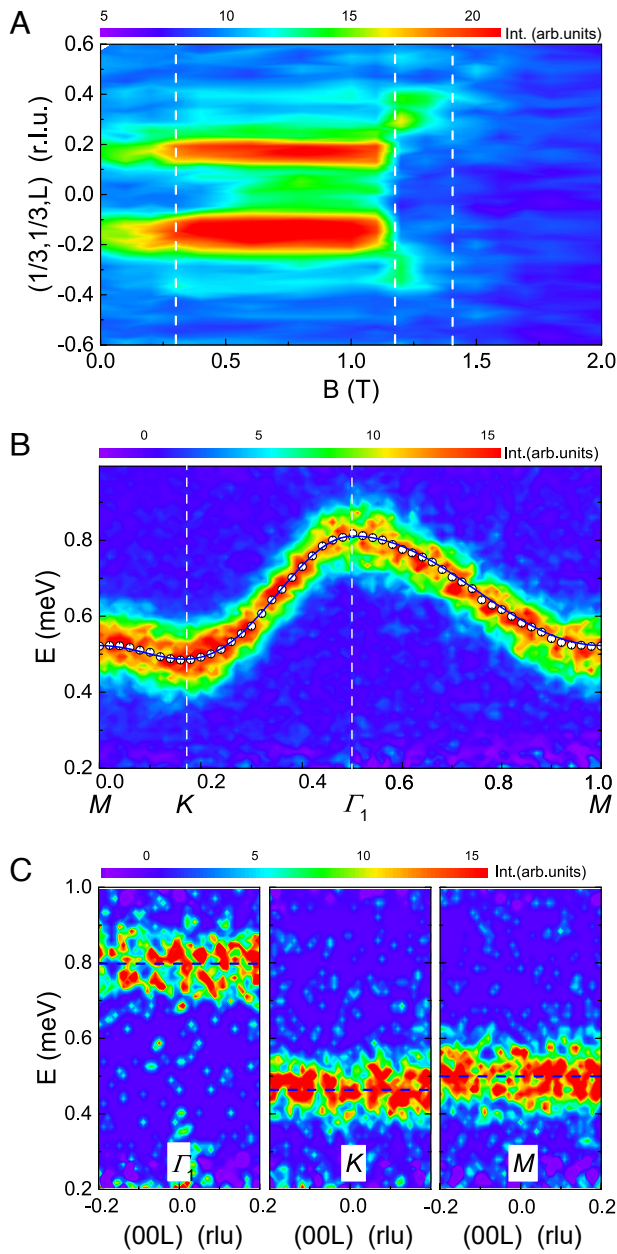 A
5 10 15 20 Int. (arb.units)
(1/3,1/3,L) (r.l.u.)
0.6
0.4
0.2
0.0
-0.2
-0.4
-0.6
0.0 0.5 1.0 1.5 2.0
B (T)
B
0 5 10 15 Int.(arb.units)
E (meV)
0.8
0.6
0.4
0.2
0.0 0.2 0.4 0.6 0.8 1.0
M K Γ1 M
C
0 5 10 15 Int.(arb.units)
E (meV)
1.0
0.8
0.6
0.4
0.2
Γ1 K M
-0.2 0.0 0.2 0.0 -0.2 0.0 0.2
(00L) (rlu) (00L) (rlu) (00L) (rlu)